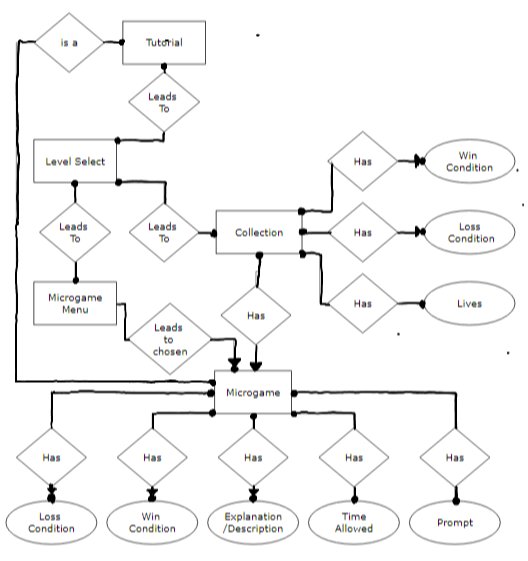 is a
Tutorial
Leads
To
Level Select
Has
Win
Condition
Leads
To
Leads
To
Collection
Has
Loss
Condition
Microgame
Menu
Has
Lives
Leads
to
chosen
Has
Microgame
Has
Has
Has
Has
Has
Loss
Condition
Win
Condition
Explanation
/Description
Time
Allowed
Prompt